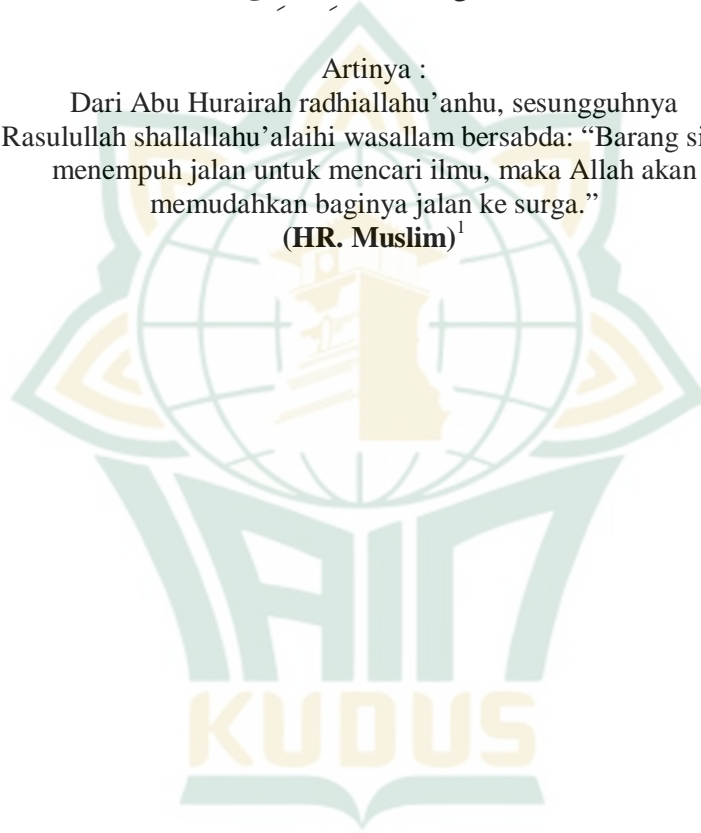 Artinya :
Dari Abu Hurairah radhiallahu’anhu, sesungguhnya
Rasulullah shallallahu’alaihi wasallam bersabda: “Barang
menempuh jalan untuk mencari ilmu, maka Allah akan
memudahkan baginya jalan ke surga.”
(HR. Muslim)1
IAIN
KUDUS